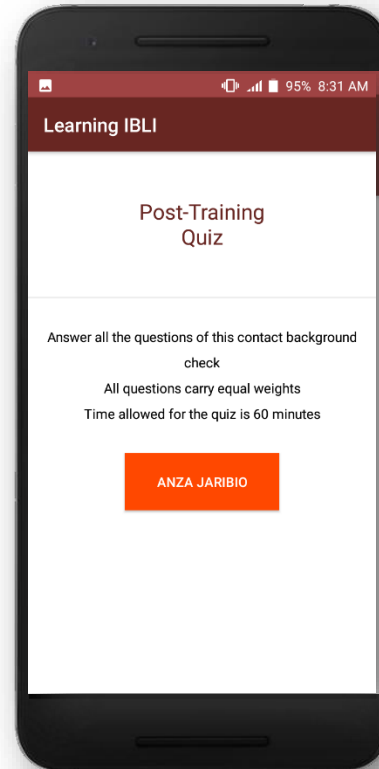 95% 8:31 AM
Learning IBLI
Post-Training
Quiz
Answer all the questions of this contact background
check
All questions carry equal weights
Time allowed for the quiz is 60 minutes
ANZA JARIBIO